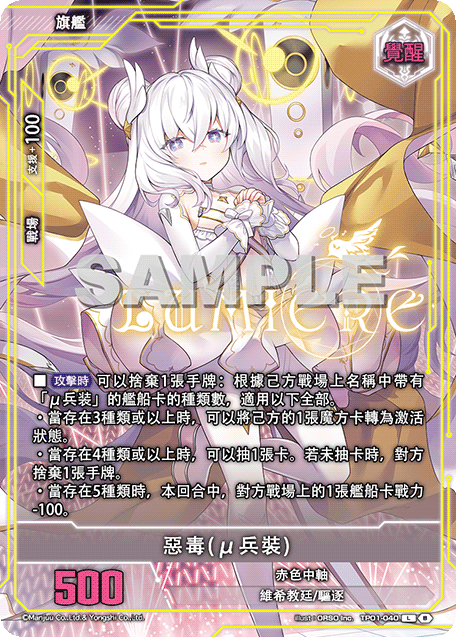 旗艦
覺醒
支援+100
戰場
SAMPLE
LUMIERE
■ 攻擊時 可以捨棄1張手牌：根據己方戰場上名稱中帶有
「μ兵装」的艦船卡的種類數，適用以下全部。
・當存在3種類或以上時，可以將己方的1張魔方卡轉為激活
狀態。
・當存在4種類或以上時，可以抽1張卡。若未抽卡時，對方
捨棄1張手牌。
・當存在5種類時，本回合中，對方戰場上的1張艦船卡戰力
-100。
惡毒(μ兵裝)
500
赤色中軸
維希教廷/驅逐
©Manjuu Co.,Ltd.& Yongshi Co.,Ltd.
illust ORSO Inc.
TP01-040 L R